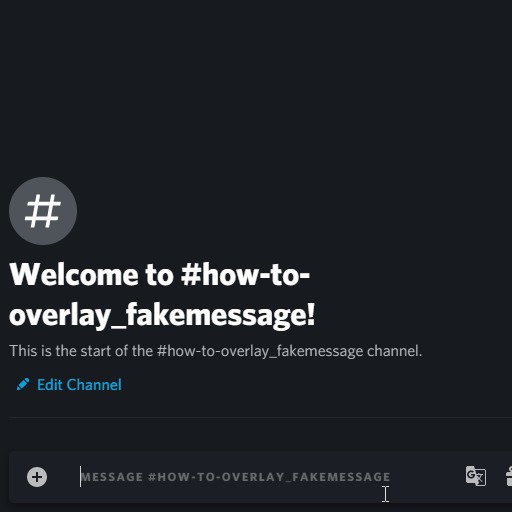 #
Welcome to #how-to-
overlay_fakemessage!
This is the start of the #how-to-overlay_fakemessage channel.
Edit Channel
MESSAGE #HOW-TO-OVERLAY_FAKEMESSAGE